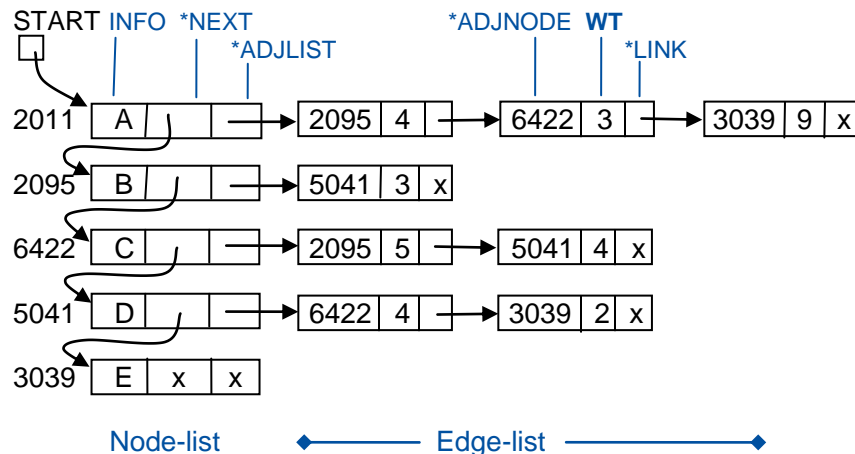 START INFO *NEXT *ADJNODE WT
*ADJLIST *LINK
2011 A 2095 4 6422 3 3039 9 x
2095 B 5041 3 x
6422 C 2095 5 5041 4 x
5041 D 6422 4 3039 2 x
3039 E x x
Node-list Edge-list